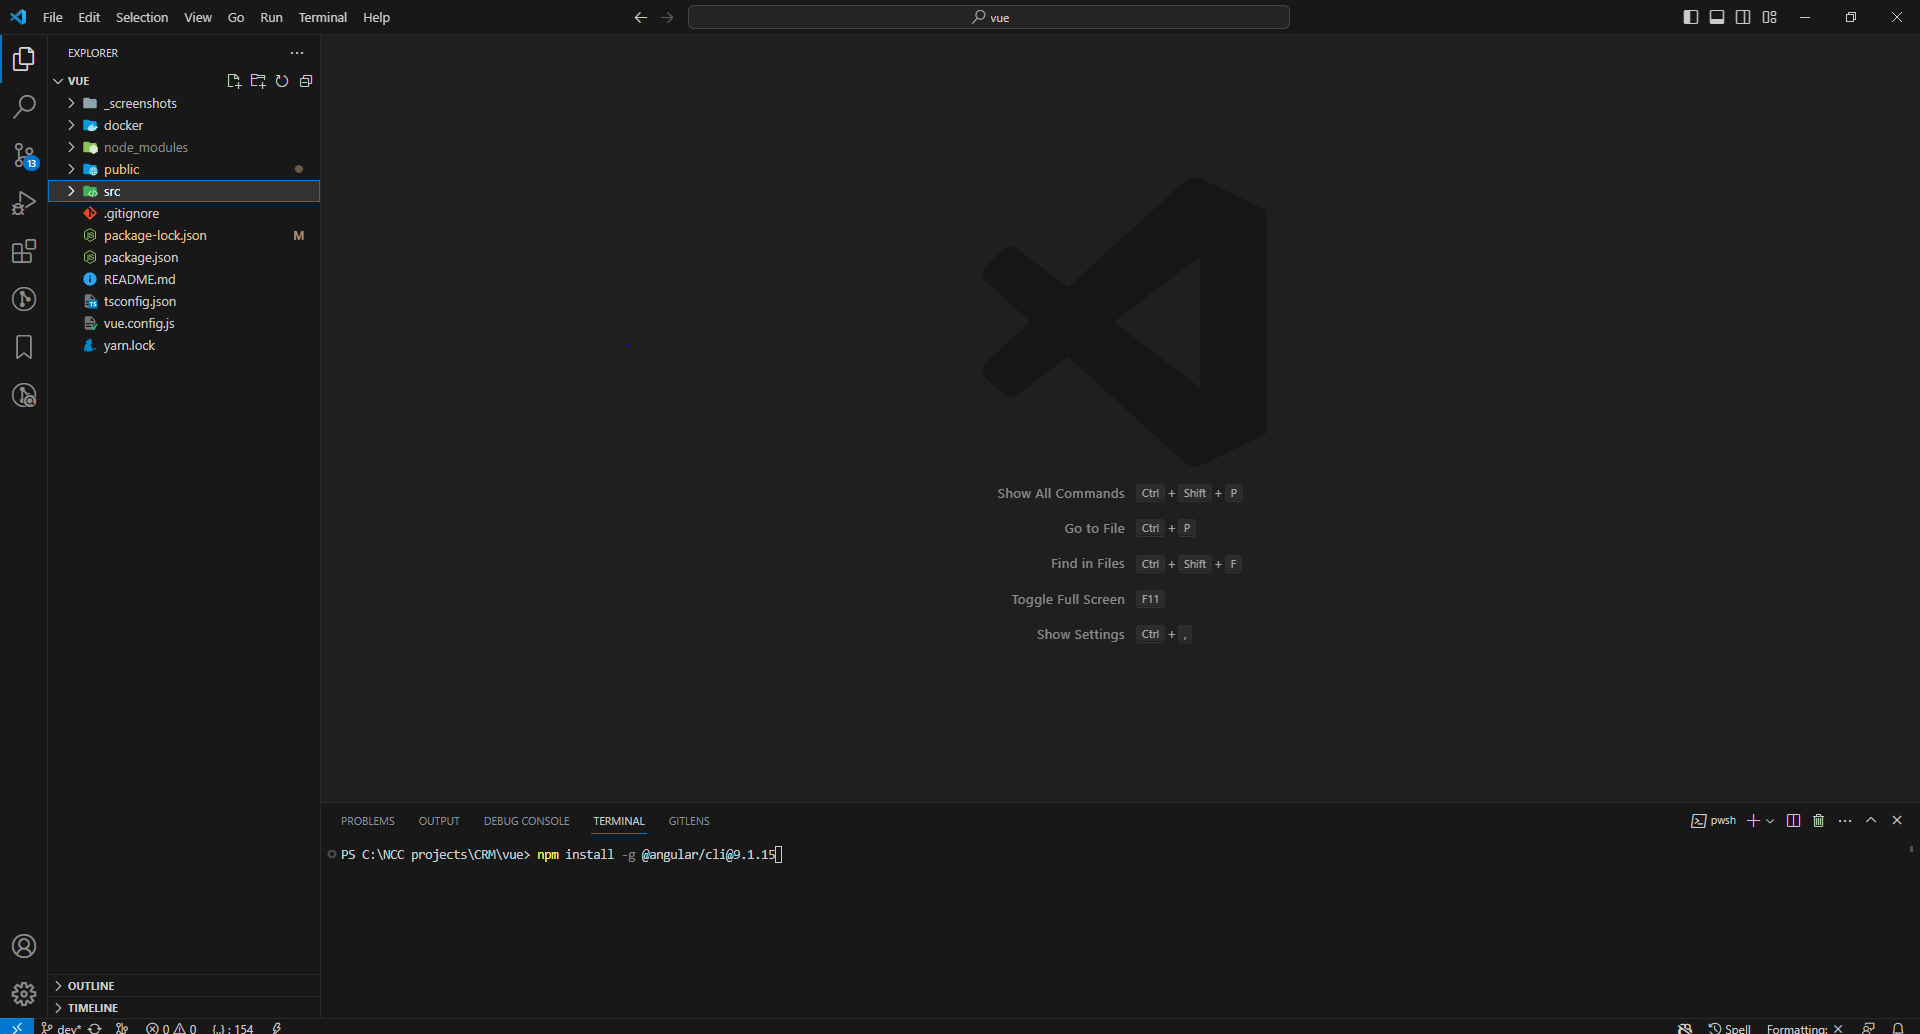 File Edit Selection View Go Run Terminal Help
vue
EXPLORER
VUE
_screenshots
docker
node_modules
public
src
.gitignore
package-lock.json M
package.json
README.md
tsconfig.json
vue.config.js
yarn.lock
13
Show All Commands Ctrl + Shift + P
Go to File Ctrl + P
Find in Files Ctrl + Shift + F
Toggle Full Screen F11
Show Settings Ctrl + ,
PROBLEMS OUTPUT DEBUG CONSOLE TERMINAL GITLENS
pwsh
PS C:\NCC projects\CRM\vue> npm install -g @angular/cli@9.1.15
OUTLINE
TIMELINE
dev* 0 0 {..} : 154
Spell Formatting: ×